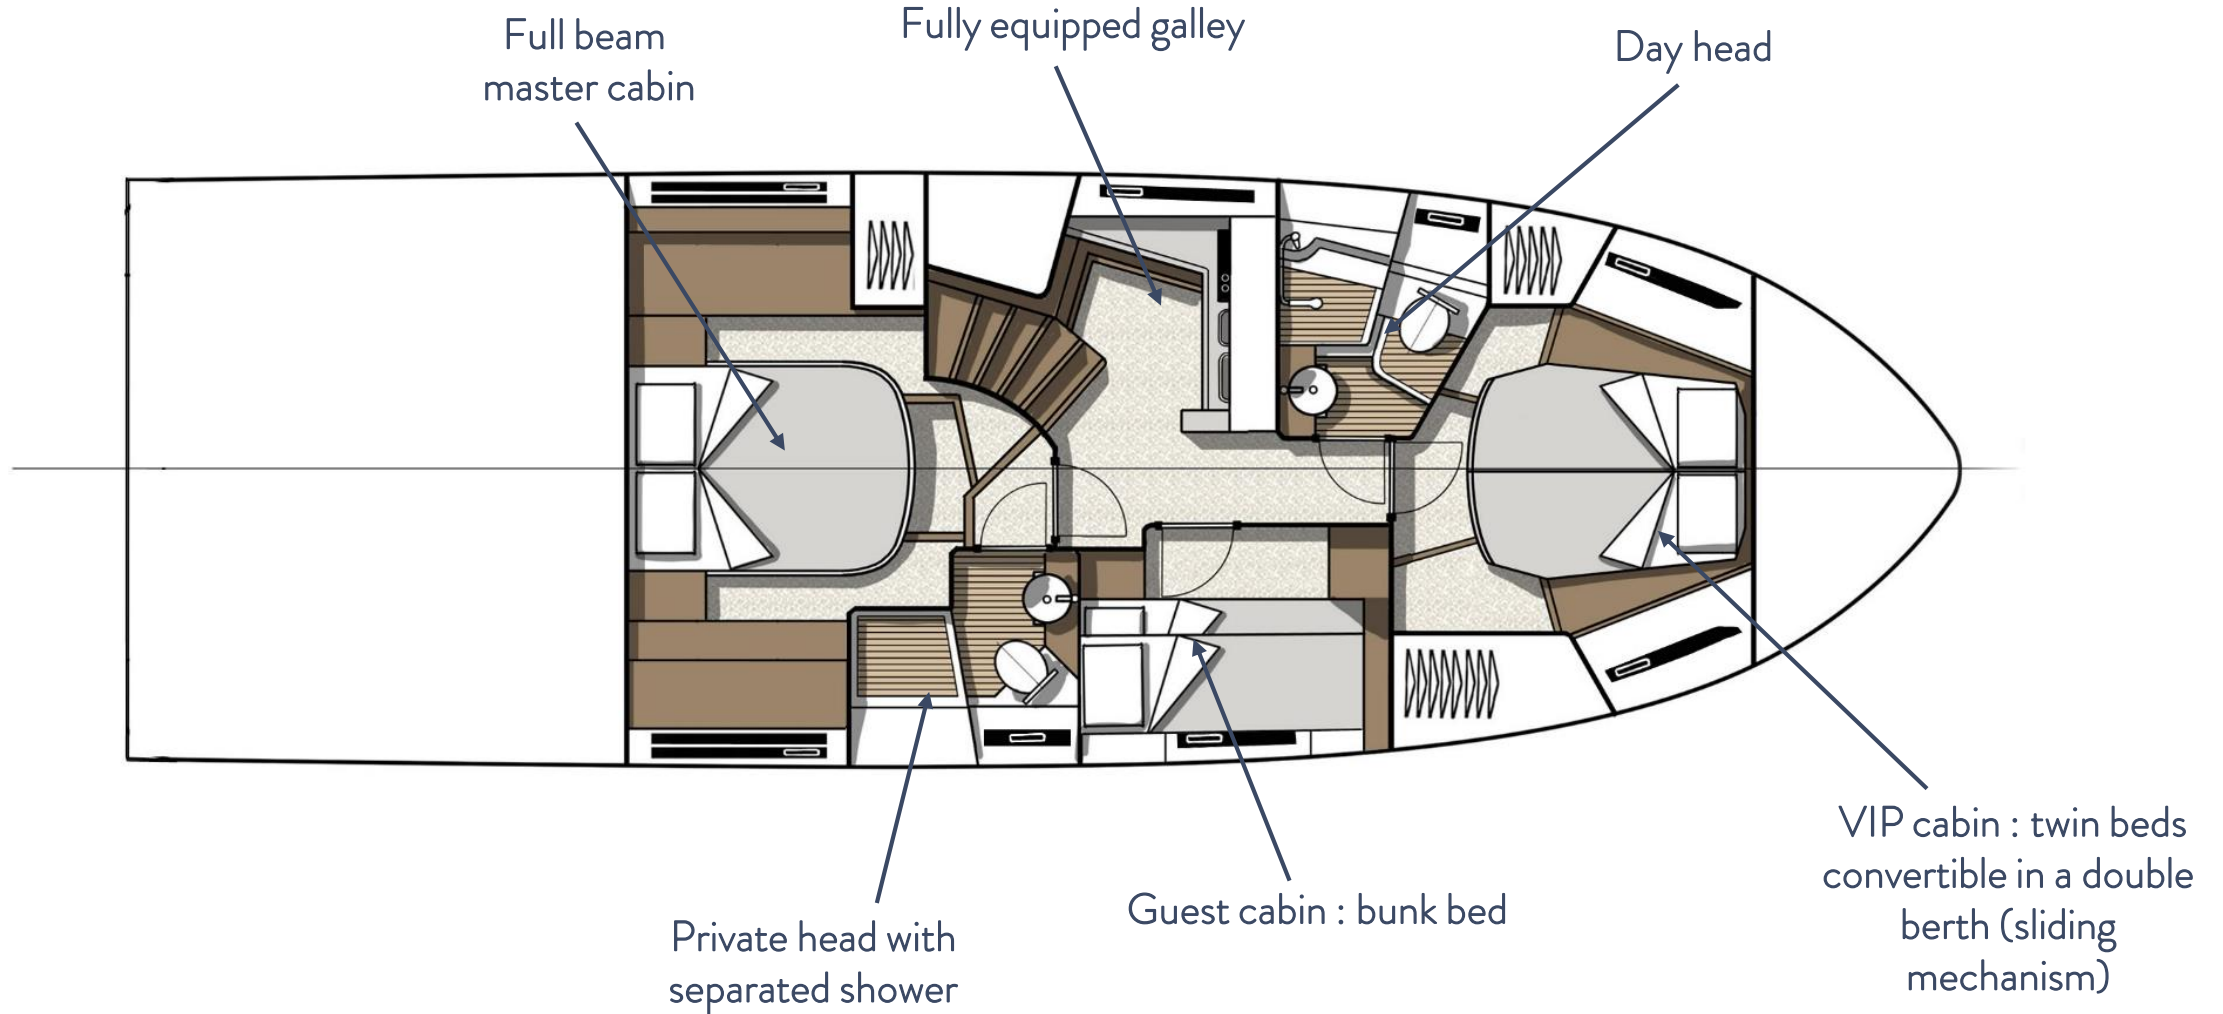 Full beam
master cabin
Fully equipped galley
Day head
VIP cabin : twin beds
convertible in a double
berth (sliding
mechanism)
Guest cabin : bunk bed
Private head with
separated shower